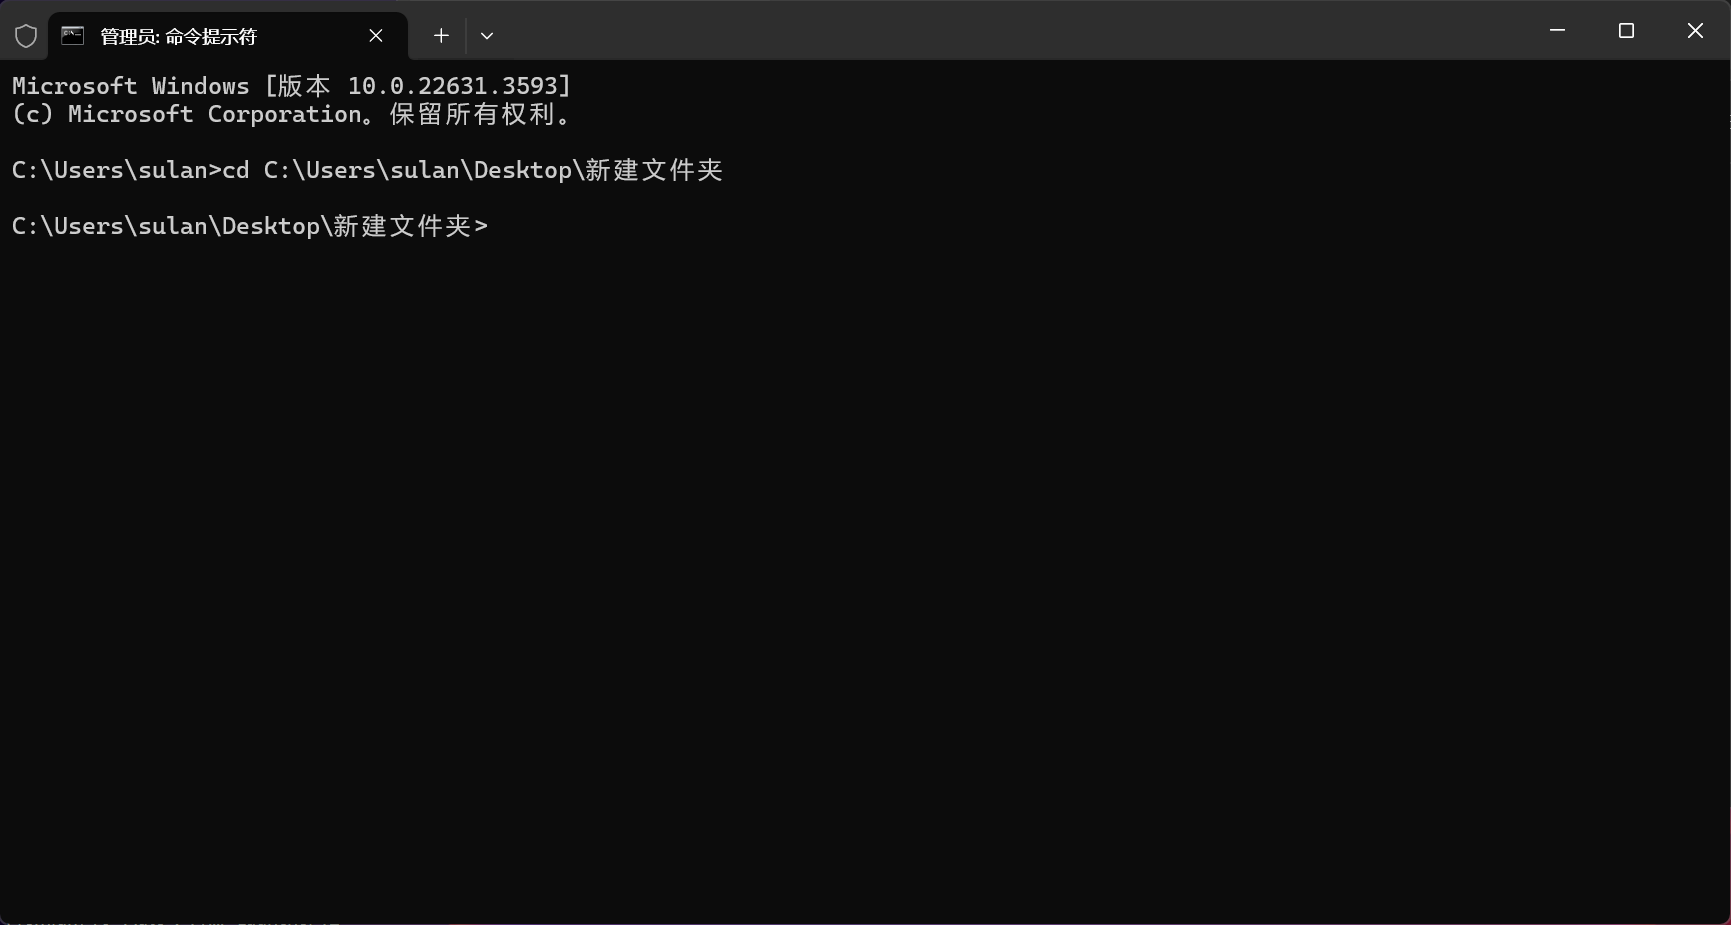 管理员: 命令提示符
Microsoft Windows [版本 10.0.22631.3593]
(c) Microsoft Corporation。保留所有权利。
C:\Users\sulan>cd C:\Users\sulan\Desktop\新建文件夹
C:\Users\sulan\Desktop\新建文件夹>